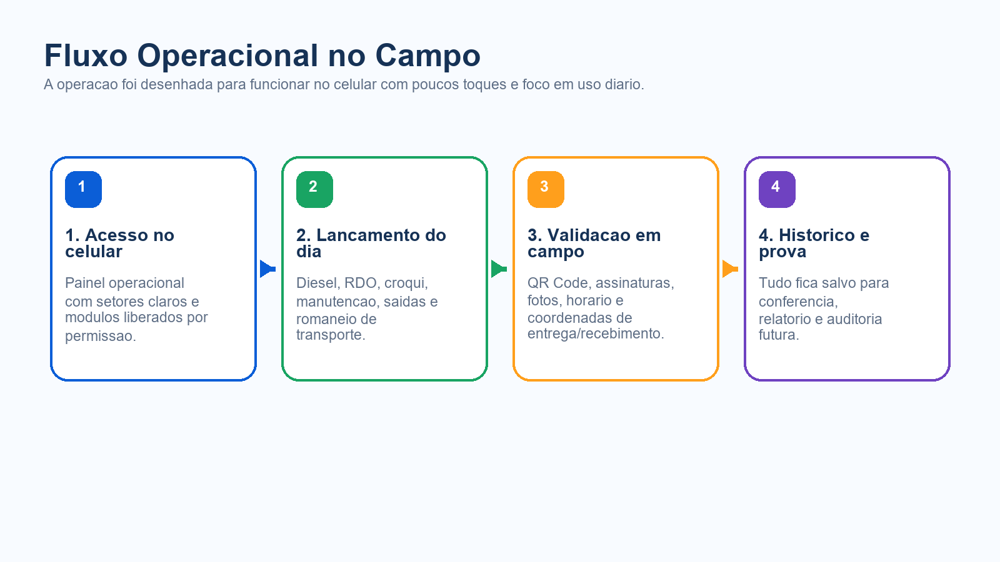 Fluxo Operacional no Campo
A operacao foi desenhada para funcionar no celular com poucos toques e foco em uso diario.
1
1. Acesso no
celular
Painel operacional
com setores claros e
modulos liberados por
permissao.
2
2. Lancamento do
dia
Diesel, RDO, croqui,
manutencao, saidas e
romaneio de
transporte.
3
3. Validacao em
campo
QR Code, assinaturas,
fotos, horario e
coordenadas de
entrega/recebimento.
4
4. Historico e
prova
Tudo fica salvo para
conferencia,
relatorio e auditoria
futura.